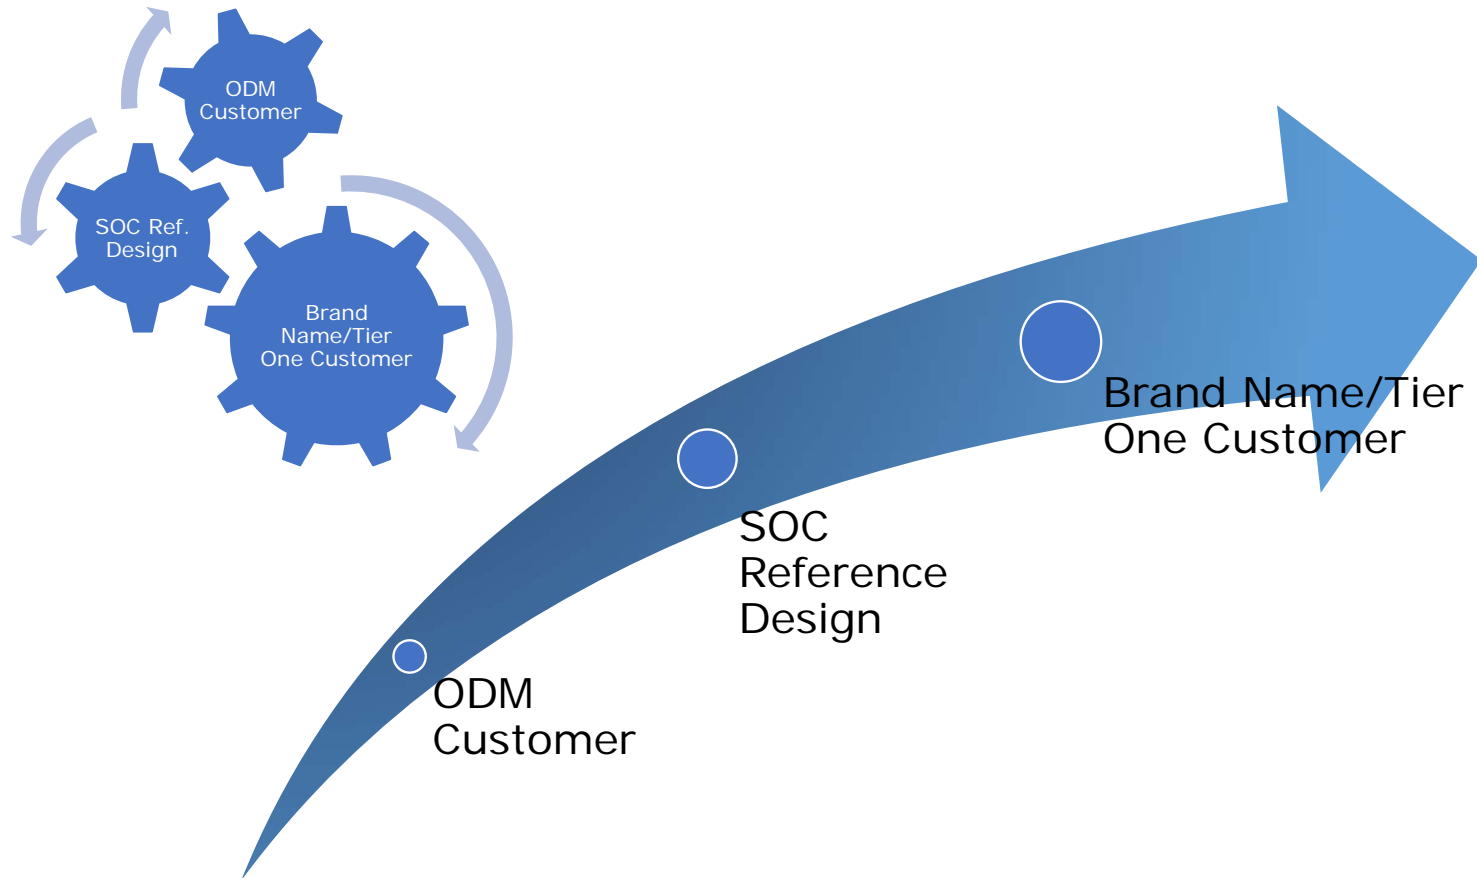 ODM
Customer
SOC Ref.
Design
Brand
Name/Tier
One Customer
Brand Name/Tier
One Customer
SOC
Reference
Design
ODM
Customer